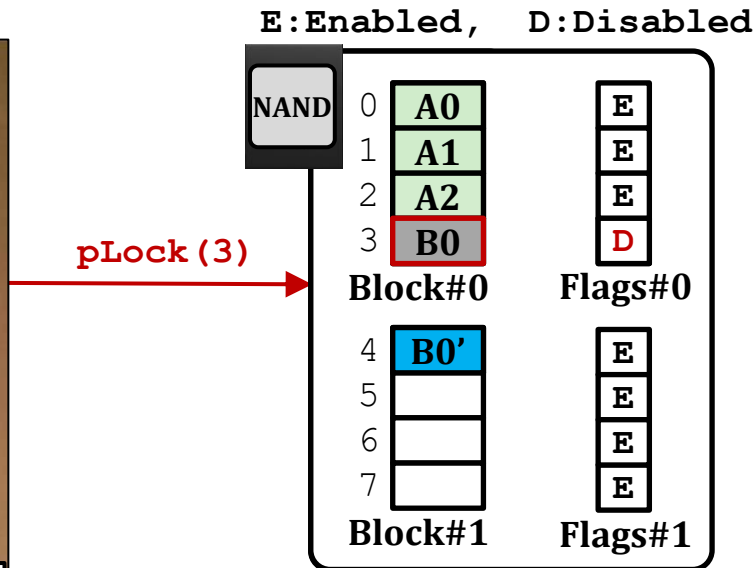 E:Enabled, D:Disabled
NAND
0 A0 E
1 A1 E
2 A2 E
3 B0 D
pLock(3)
Block#0 Flags#0
4 B0’ E
5 E
6 E
7 E
Block#1 Flags#1